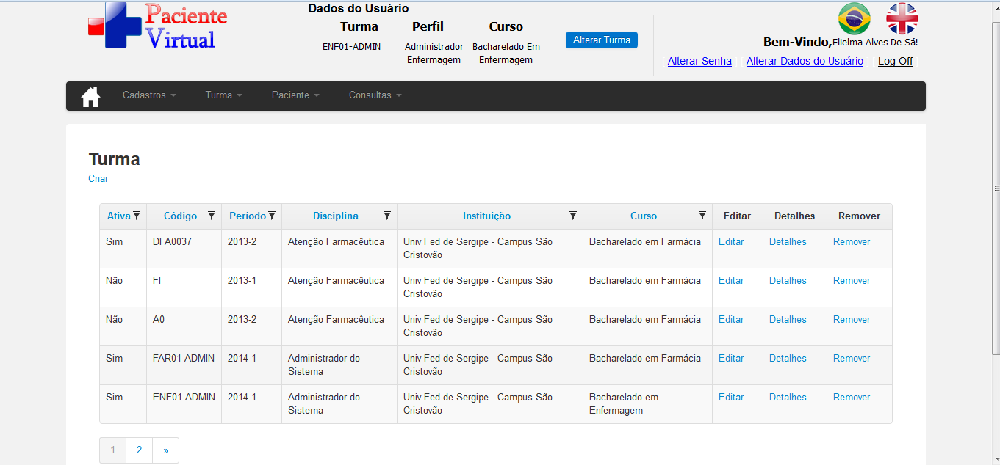 Paciente
Virtual
Dados do Usuário
Turma Perfil Curso
ENF01-ADMIN Administrador Bacharelado Em
Enfermagem Enfermagem
Alterar Turma
Bem-Vindo, Elielma Alves De Sá!
| Alterar Senha | | Alterar Dados do Usuário | | Log Off |
Cadastros Turma Paciente Consultas
Turma
Criar
Ativa Código Período Disciplina Instituição Curso Editar Detalhes Remover
Sim DFA0037 2013-2 Atenção Farmacêutica Univ Fed de Sergipe - Campus São Bacharelado em Farmácia Editar Detalhes Remover
Cristovão
Não FI 2013-1 Atenção Farmacêutica Univ Fed de Sergipe - Campus São Bacharelado em Farmácia Editar Detalhes Remover
Cristovão
Não A0 2013-2 Atenção Farmacêutica Univ Fed de Sergipe - Campus São Bacharelado em Farmácia Editar Detalhes Remover
Cristovão
Sim FAR01-ADMIN 2014-1 Administrador do Univ Fed de Sergipe - Campus São Bacharelado em Farmácia Editar Detalhes Remover
Sistema Cristovão
Sim ENF01-ADMIN 2014-1 Administrador do Univ Fed de Sergipe - Campus São Bacharelado em Editar Detalhes Remover
Sistema Cristovão Enfermagem
1 2 »